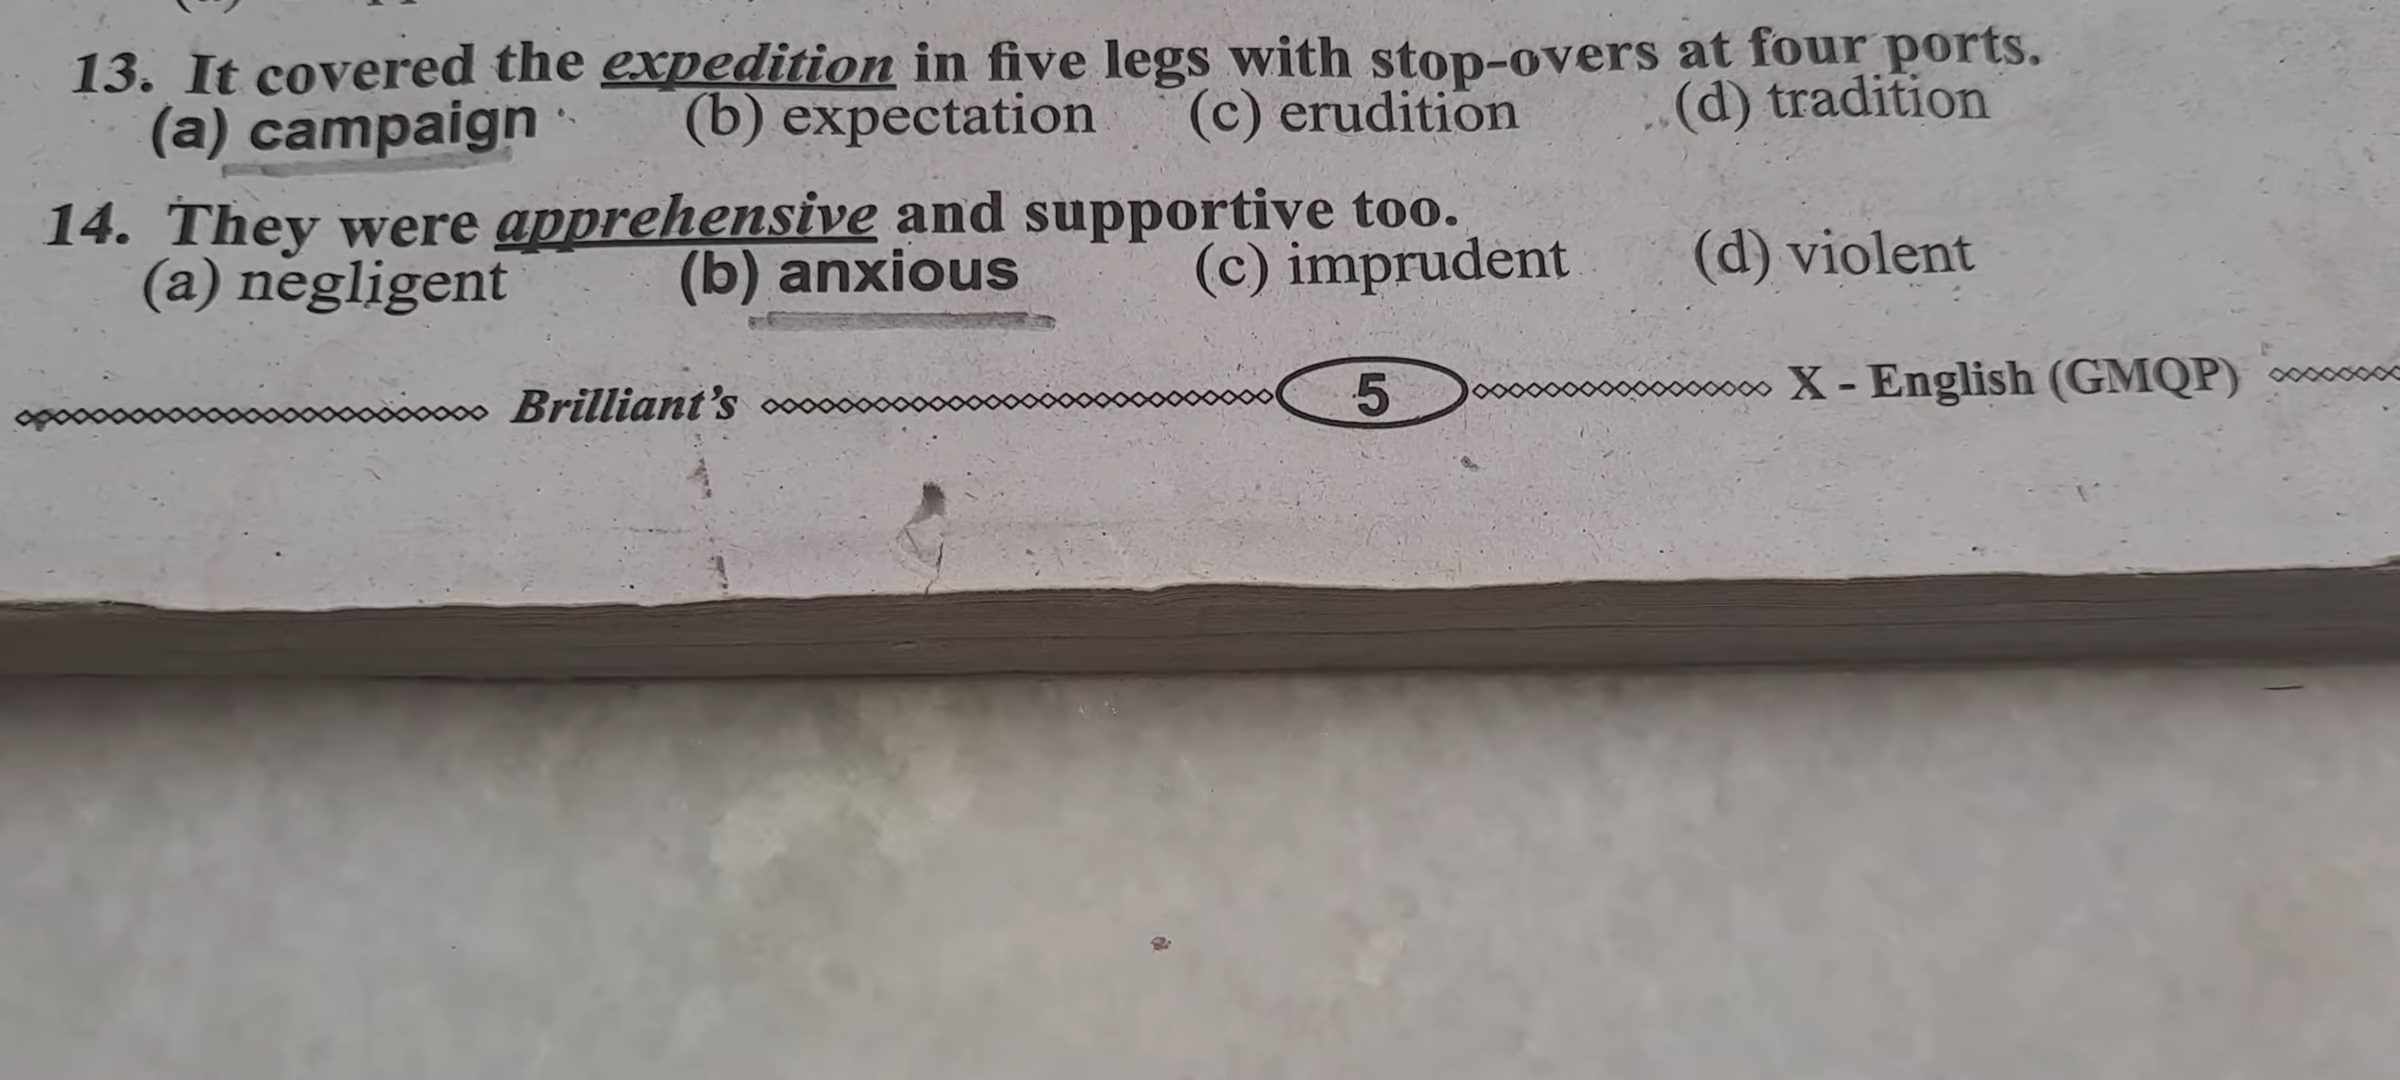 13. It covered the expedition in five legs with stop-overs at four ports.
(a) campaign (b) expectation (c) erudition (d) tradition
14. They were apprehensive and supportive too.
(a) negligent (b) anxious (c) imprudent (d) violent
Brilliant's 5 X - English (GMQP)